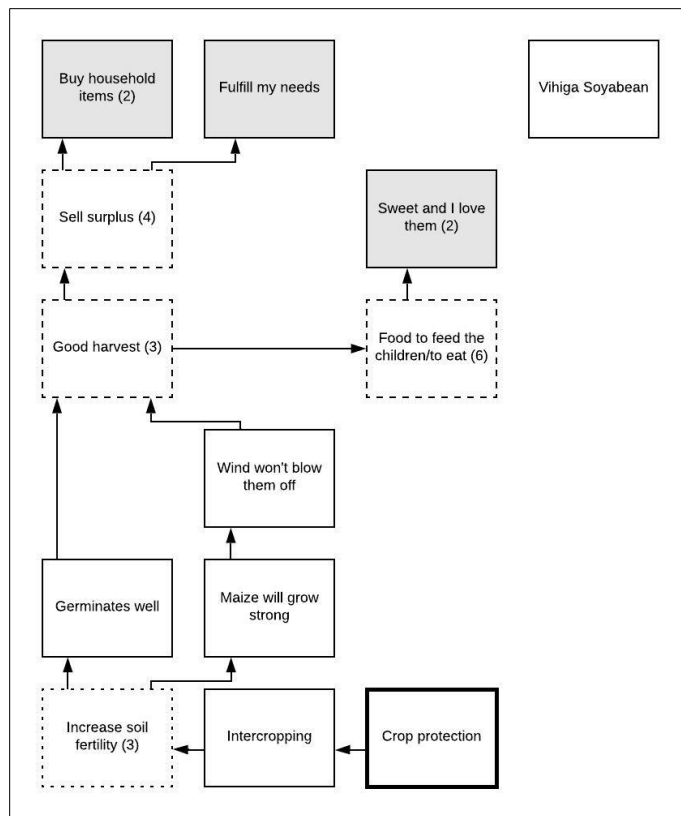 Buy household
items (2)
Fulfill my needs
Vihiga Soyabean
Sell surplus (4)
Sweet and I love
them (2)
Good harvest (3)
Food to feed the
children/to eat (6)
Wind won't blow
them off
Germinates well
Maize will grow
strong
Increase soil
fertility (3)
Intercropping
Crop protection